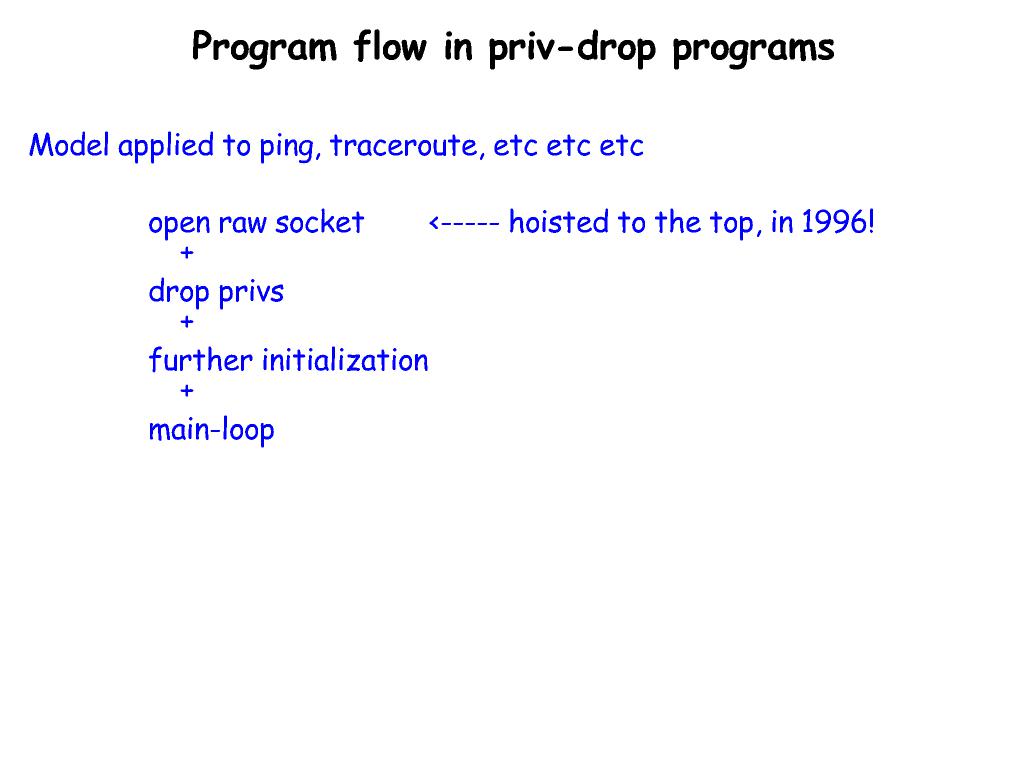 Program flow in priv-drop programs
Model applied to ping, traceroute, etc etc etc
open raw socket <----- hoisted to the top, in 1996!
+
drop privs
+
further initialization
+
main-loop